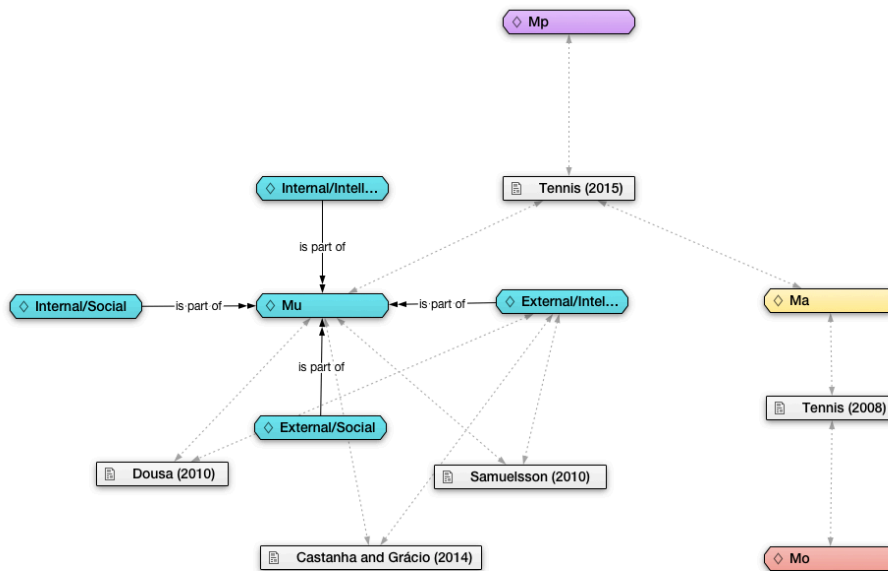 Mp
Tennis (2015)
Internal/Intell...
is part of
Internal/Social
is part of
Mu
is part of
External/Intel...
Ma
is part of
External/Social
Tennis (2008)
Dousa (2010)
Samuelsson (2010)
Castanha and Grácio (2014)
Mo